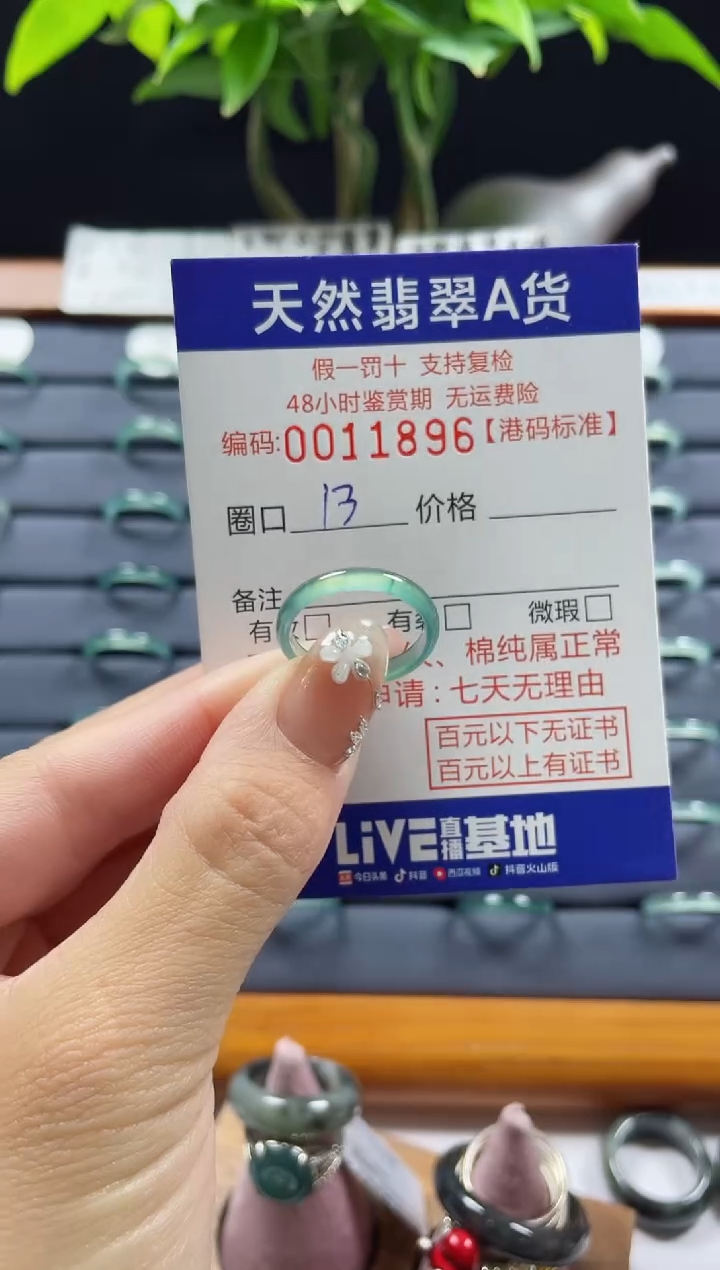 天然翡翠A货
假一罚十 支持复检
48小时鉴赏期 无运费险
编码:0011896【港码标准】
圈口 13 价格
备注
有 有 微瑕
、棉纯属正常
申请：七天无理由
百元以下无证书
百元以上有证书
LiVE直播基地
今日头条 抖音 西瓜视频 抖音火山版